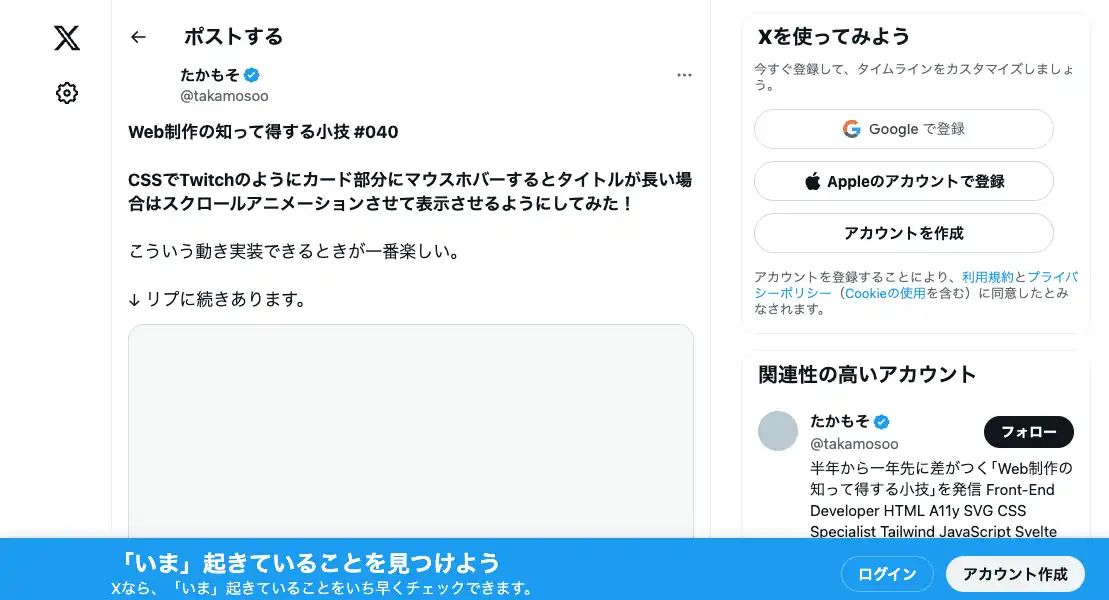 ポストする
たかもそ
@takamosoo
Web制作の知って得する小技 #040
CSSでTwitchのようにカード部分にマウスホバーするとタイトルが長い場
合はスクロールアニメーションさせて表示させるようにしてみた！
こういう動き実装できるときが一番楽しい。
↓ リプに続きあります。
Xを使ってみよう
今すぐ登録して、タイムラインをカスタマイズしましょ
う。
Google で登録
Appleのアカウントで登録
アカウントを作成
アカウントを登録することにより、利用規約とプライバ
シーポリシー（Cookieの使用を含む）に同意したとみ
なされます。
関連性の高いアカウント
たかもそ
@takamosoo
フォロー
半年から一年先に差がつく｢Web制作の
知って得する小技｣を発信 Front-End
Developer HTML A11y SVG CSS
Specialist Tailwind JavaScript Svelte
「いま」起きていることを見つけよう
Xなら、「いま」起きていることをいち早くチェックできます。
ログイン
アカウント作成